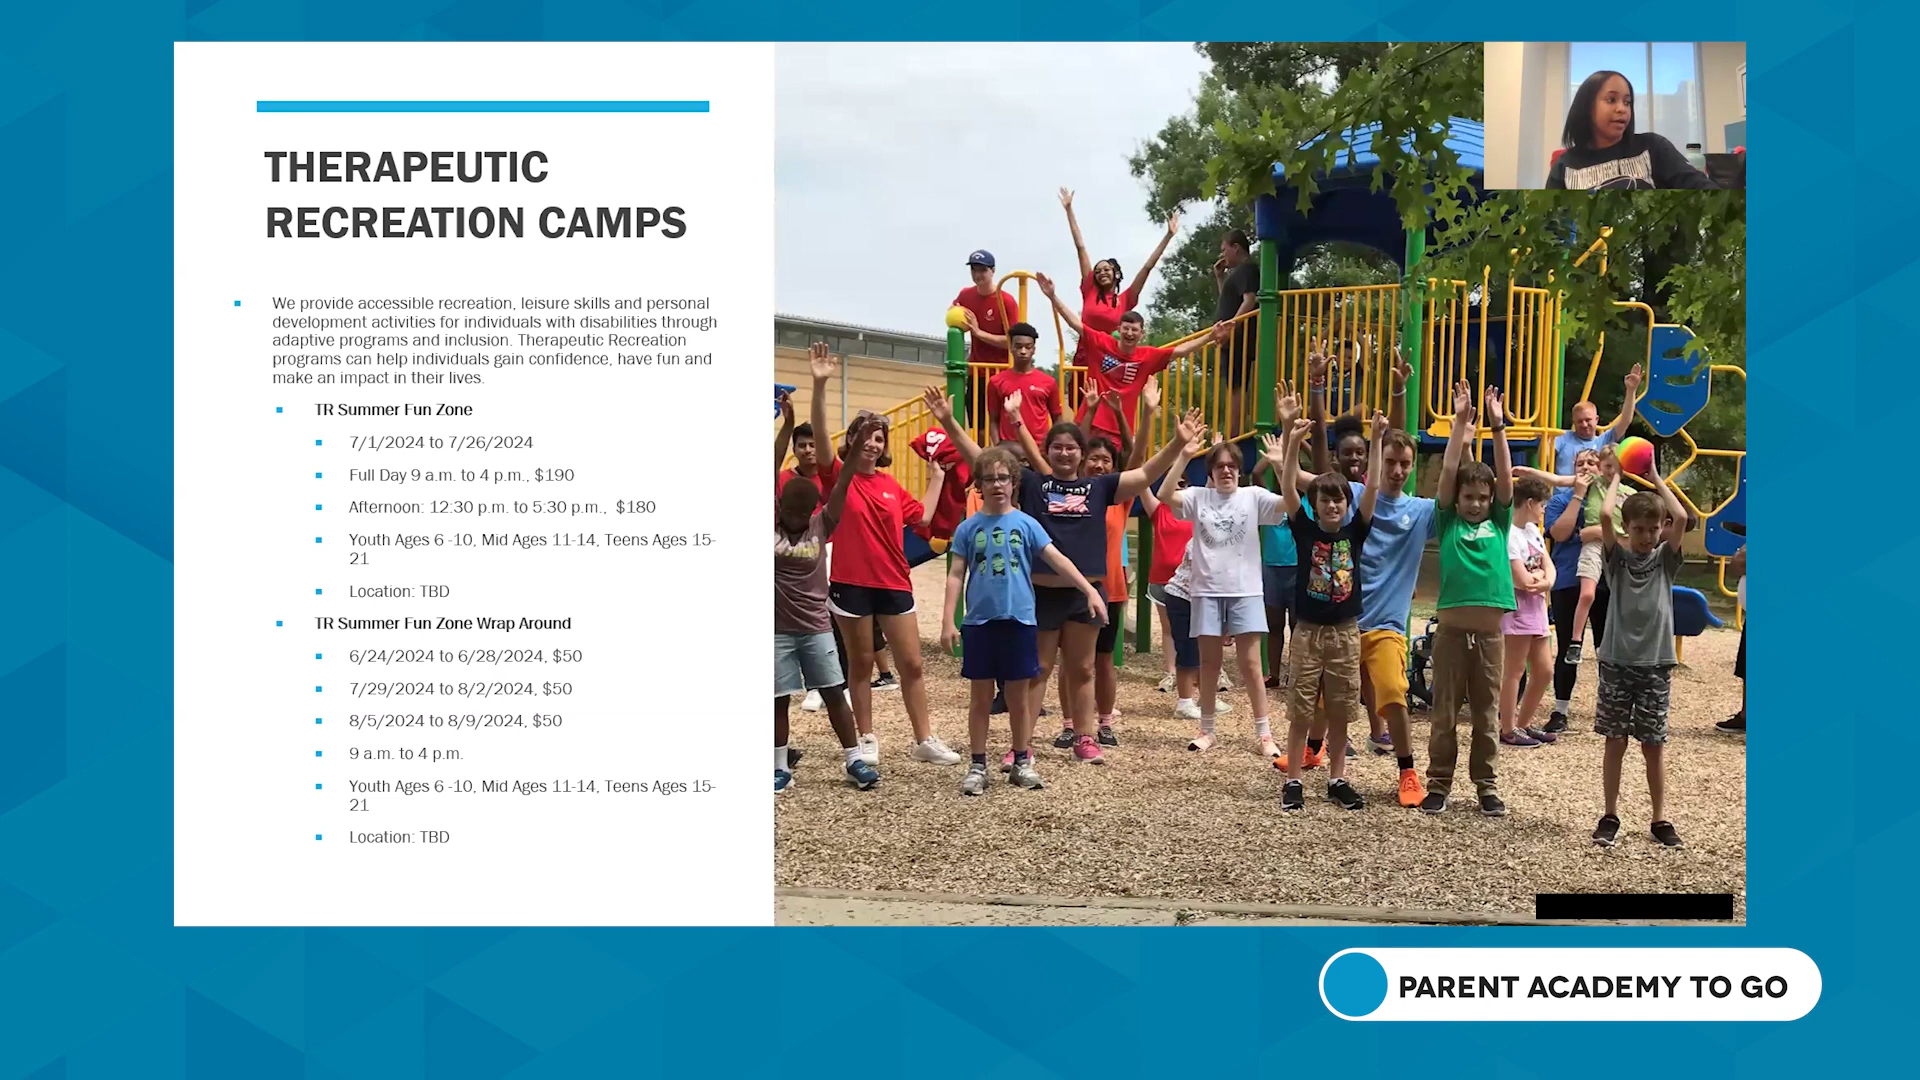 THERAPEUTIC
RECREATION CAMPS
We provide accessible recreation, leisure skills and personal
development activities for individuals with disabilities through
adaptive programs and inclusion. Therapeutic Recreation
programs can help individuals gain confidence, have fun and
make an impact in their lives.
TR Summer Fun Zone
7/1/2024 to 7/26/2024
Full Day 9 a.m. to 4 p.m., $190
Afternoon: 12:30 p.m. to 5:30 p.m., $180
Youth Ages 6 -10, Mid Ages 11-14, Teens Ages 15-
21
Location: TBD
TR Summer Fun Zone Wrap Around
6/24/2024 to 6/28/2024, $50
7/29/2024 to 8/2/2024, $50
8/5/2024 to 8/9/2024, $50
9 a.m. to 4 p.m.
Youth Ages 6 -10, Mid Ages 11-14, Teens Ages 15-
21
Location: TBD
PARENT ACADEMY TO GO